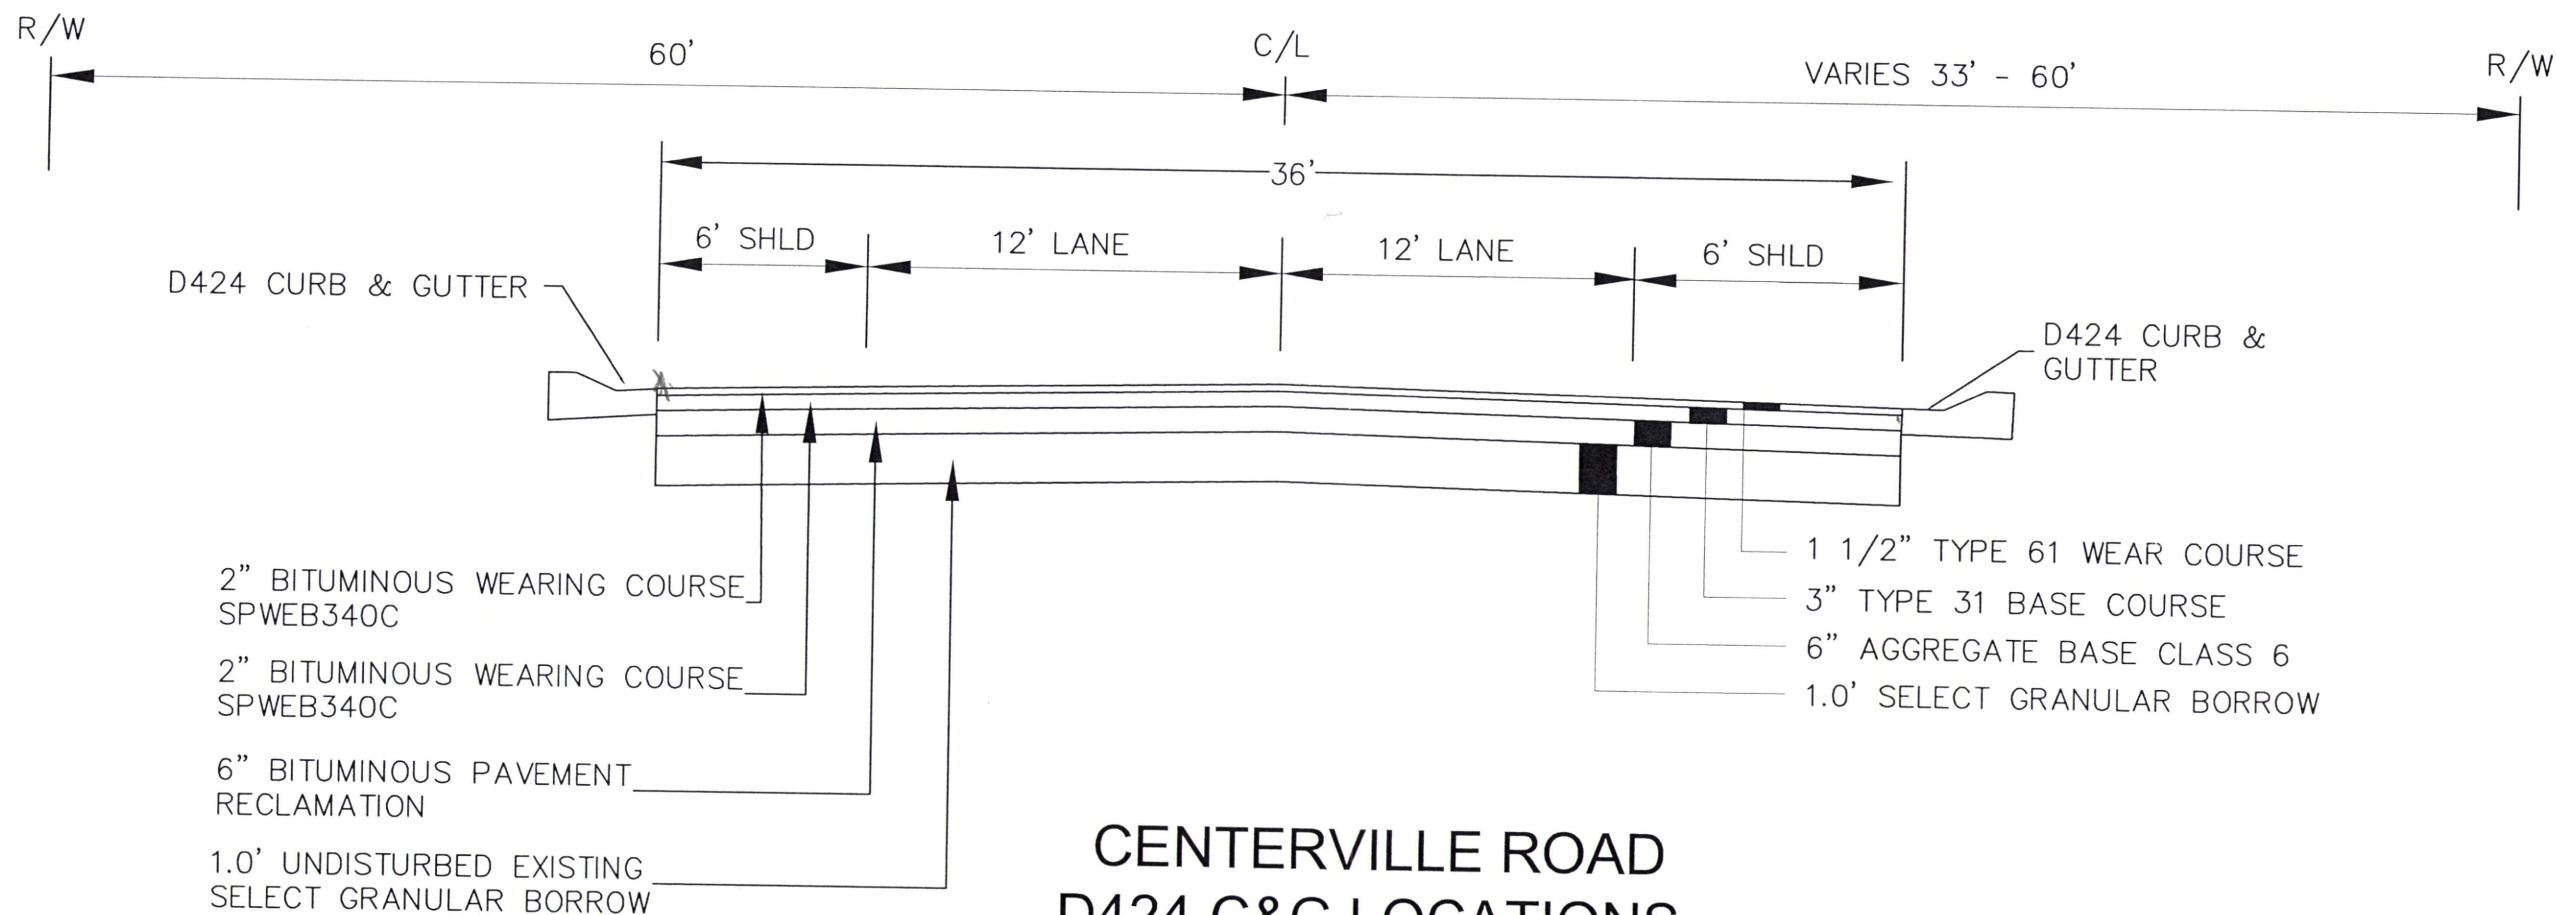 R/W
60'
C/L
VARIES 33' - 60'
R/W
36'
6' SHLD
12' LANE
12' LANE
6' SHLD
D424 CURB & GUTTER
D424 CURB &
GUTTER
2" BITUMINOUS WEARING COURSE
SPWEB340C
2" BITUMINOUS WEARING COURSE
SPWEB340C
6" BITUMINOUS PAVEMENT
RECLAMATION
1.0' UNDISTURBED EXISTING
SELECT GRANULAR BORROW
1 1/2" TYPE 61 WEAR COURSE
3" TYPE 31 BASE COURSE
6" AGGREGATE BASE CLASS 6
1.0' SELECT GRANULAR BORROW
CENTERVILLE ROAD
D424 C&G LOCATIONS